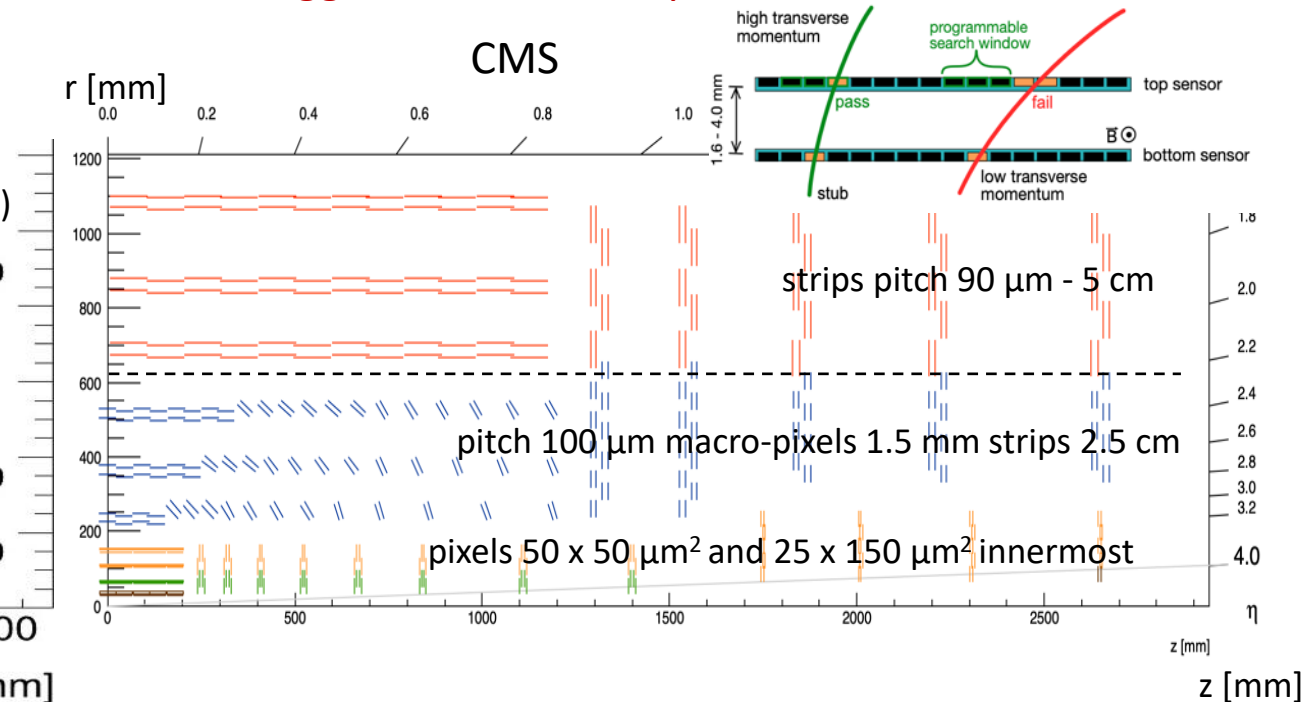 CMS
high transverse
momentum
programmable
search window
top sensor
pass
fail
1.6 - 4.0 mm
B
bottom sensor
stub
low transverse
momentum
r [mm]
0.0
0.2
0.4
0.6
0.8
1.0
1200
1000
800
600
400
200
0
1.8
2.0
2.2
2.4
2.6
2.8
3.0
3.2
4.0
η
strips pitch 90 μm - 5 cm
pitch 100 μm macro-pixels 1.5 mm strips 2.5 cm
pixels 50 x 50 μm² and 25 x 150 μm² innermost
0
500
1000
1500
2000
2500
z [mm]
z [mm]